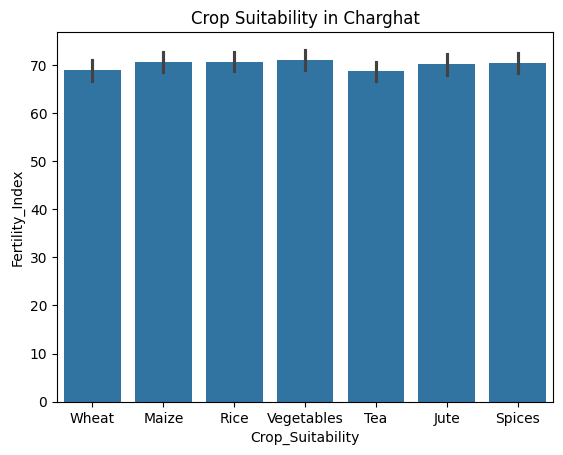 Crop Suitability in Charghat
Fertility_Index
70
60
50
40
30
20
10
0
Wheat Maize Rice Vegetables Tea Jute Spices
Crop_Suitability